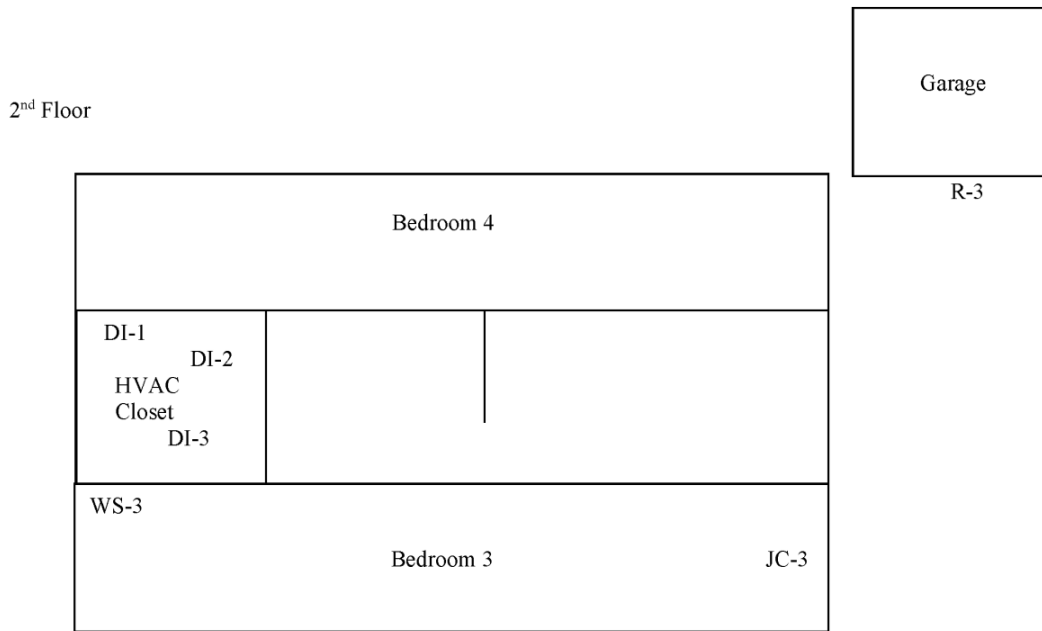 Garage
2nd Floor
R-3
Bedroom 4
DI-1
DI-2
HVAC
Closet
DI-3
WS-3
Bedroom 3
JC-3